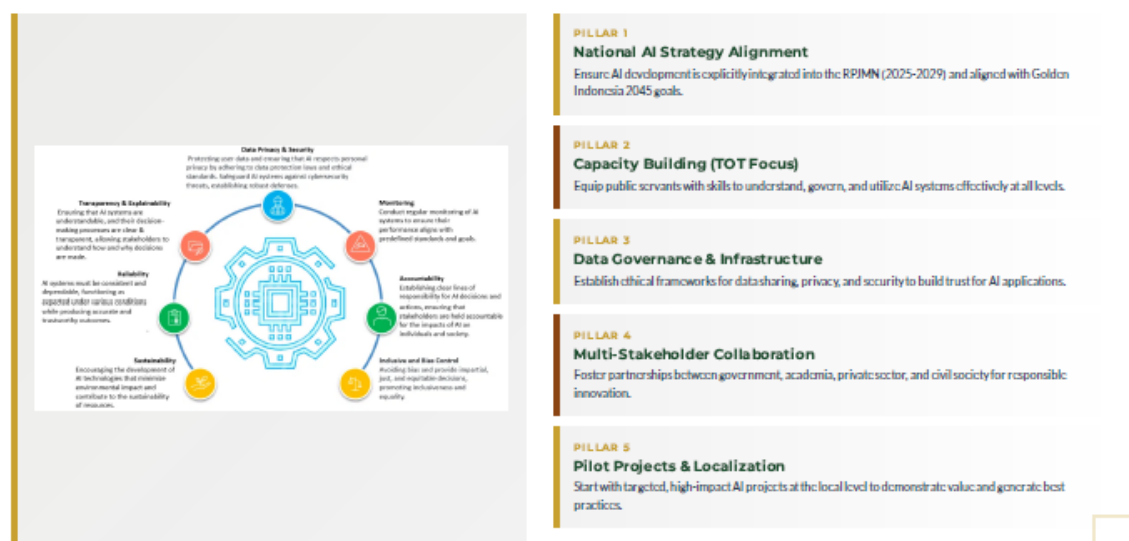 Data Privacy & Security
Protecting user data and ensuring that AI respects personal
privacy by adhering to data protection laws and ethical
standards. Safeguard AI systems against cybersecurity
threats, establishing robust defenses.
Transparency & Explainability
Ensuring that AI systems are
understandable, and their decision-
making processes are clear &
transparent, allowing stakeholders to
understand how and why decisions
are made.
Monitoring
Conduct regular monitoring of AI
systems to ensure their
performance aligns with
predefined standards and goals.
Reliability
AI systems must be consistent and
dependable, functioning as
expected under various conditions
while producing accurate and
trustworthy outcomes.
Accountability
Establishing clear lines of
responsibility for AI decisions and
actions, ensuring that
stakeholders are held accountable
for the impacts of AI on
individuals and society.
Sustainability
Encouraging the development of
AI technologies that minimize
environmental impact and
contribute to the sustainability
of resources.
Inclusive and Bias Control
Avoiding bias and provide impartial,
just, and equitable decisions,
promoting inclusiveness and
equality.
PILLAR 1
National AI Strategy Alignment
Ensure AI development is explicitly integrated into the RPJMN (2025-2029) and aligned with Golden
Indonesia 2045 goals.
PILLAR 2
Capacity Building (TOT Focus)
Equip public servants with skills to understand, govern, and utilize AI systems effectively at all levels.
PILLAR 3
Data Governance & Infrastructure
Establish ethical frameworks for data sharing, privacy, and security to build trust for AI applications.
PILLAR 4
Multi-Stakeholder Collaboration
Foster partnerships between government, academia, private sector, and civil society for responsible
innovation.
PILLAR 5
Pilot Projects & Localization
Start with targeted, high-impact AI projects at the local level to demonstrate value and generate best
practices.